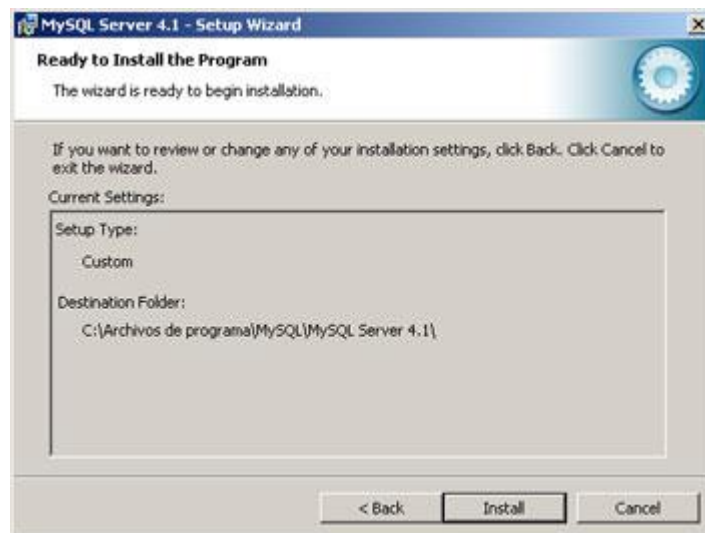 MySQL Server 4.1 - Setup Wizard
Ready to Install the Program
The wizard is ready to begin installation.
If you want to review or change any of your installation settings, click Back. Click Cancel to
exit the wizard.
Current Settings:
Setup Type:
Custom
Destination Folder:
C:\Archivos de programa\MySQL\MySQL Server 4.1\
< Back
Install
Cancel